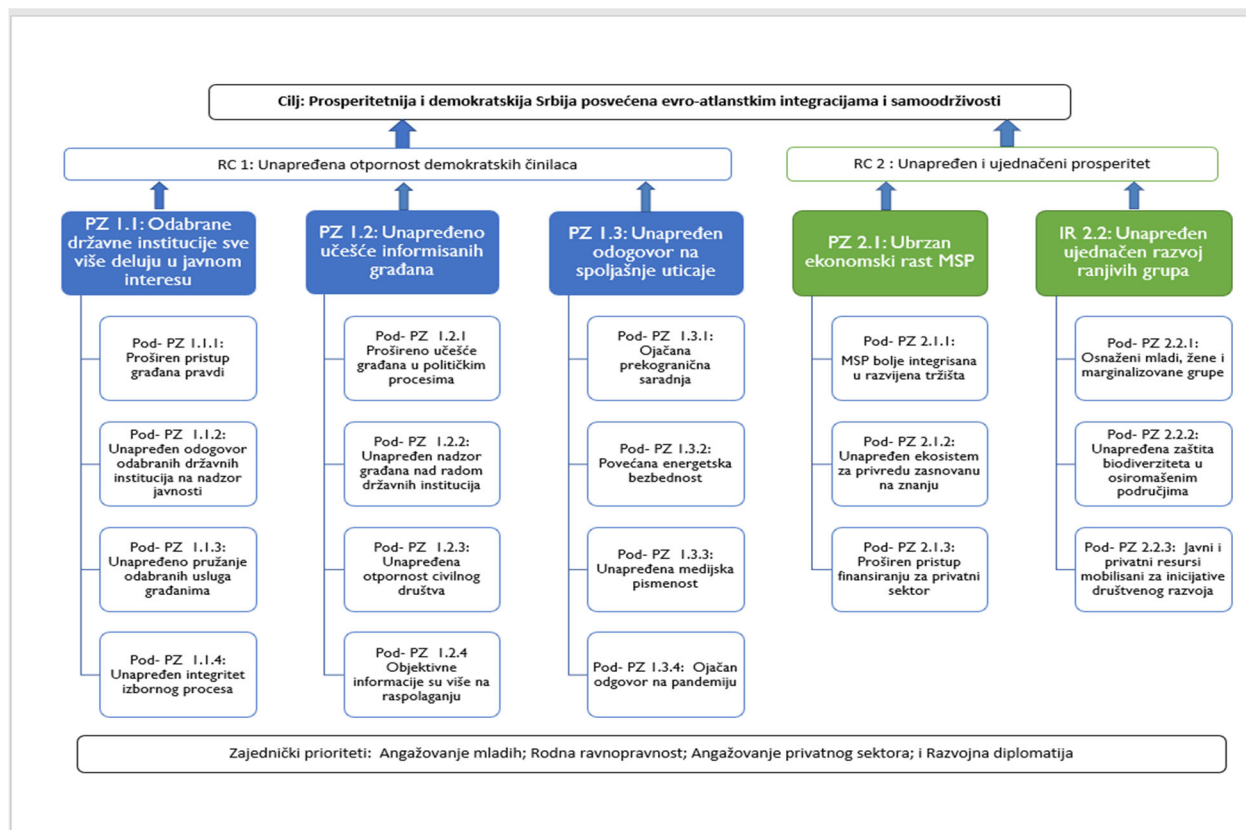 Cilj: Prosperitetnija i demokratskija Srbija posvećena evro-atlanstkim integracijama i samoodrživosti
RC 1: Unapređena otpornost demokratskih činilaca
RC 2 : Unapređen i ujednačeni prosperitet
PZ 1.1: Odabrane
državne institucije sve
više deluju u javnom
interesu
PZ 1.2: Unapređeno
učešće informisanih
građana
PZ 1.3: Unapređen
odogovor na
spoljašnje uticaje
PZ 2.1: Ubrzan
ekonomski rast MSP
IR 2.2: Unapređen
ujednačen razvoj
ranjivih grupa
Pod- PZ 1.1.1:
Proširen pristup
građana pravdi
Pod- PZ 1.1.2:
Unapređen odogovor
odabranih državnih
institucija na nadzor
javnosti
Pod- PZ 1.1.3:
Unapređeno pružanje
odabranih usluga
građanima
Pod- PZ 1.1.4:
Unapređen integritet
izbornog procesa
Pod- PZ 1.2.1
Prošireno učešće
građana u političkim
procesima
Pod- PZ 1.2.2:
Unapređen nadzor
građana nad radom
državnih institucija
Pod- PZ 1.2.3:
Unapređena
otpornost civilnog
društva
Pod- PZ 1.2.4
Objektivne
informacije su više na
raspolaganju
Pod- PZ 1.3.1:
Ojačana
prekogranična
saradnja
Pod- PZ 1.3.2:
Povećana energetska
bezbednost
Pod- PZ 1.3.3:
Unapređena medijska
pismenost
Pod- PZ 1.3.4: Ojačan
odgovor na pandemiju
Pod- PZ 2.1.1:
MSP bolje integrisana
u razvijena tržišta
Pod- PZ 2.1.2:
Unapređen ekosistem
za privredu zasnovanu
na znanju
Pod- PZ 2.1.3:
Proširen pristup
finansiranju za privatni
sektor
Pod- PZ 2.2.1:
Osnaženi mladi, žene i
marginalizovane grupe
Pod- PZ 2.2.2:
Unapređena zaštita
biodiverziteta u
osiromašenim
područjima
Pod- PZ 2.2.3: Javni i
privatni resursi
mobilisani za inicijative
društvenog razvoja
Zajednički prioriteti: Angažovanje mladih; Rodna ravnopravnost; Angažovanje privatnog sektora; i Razvojna diplomatija